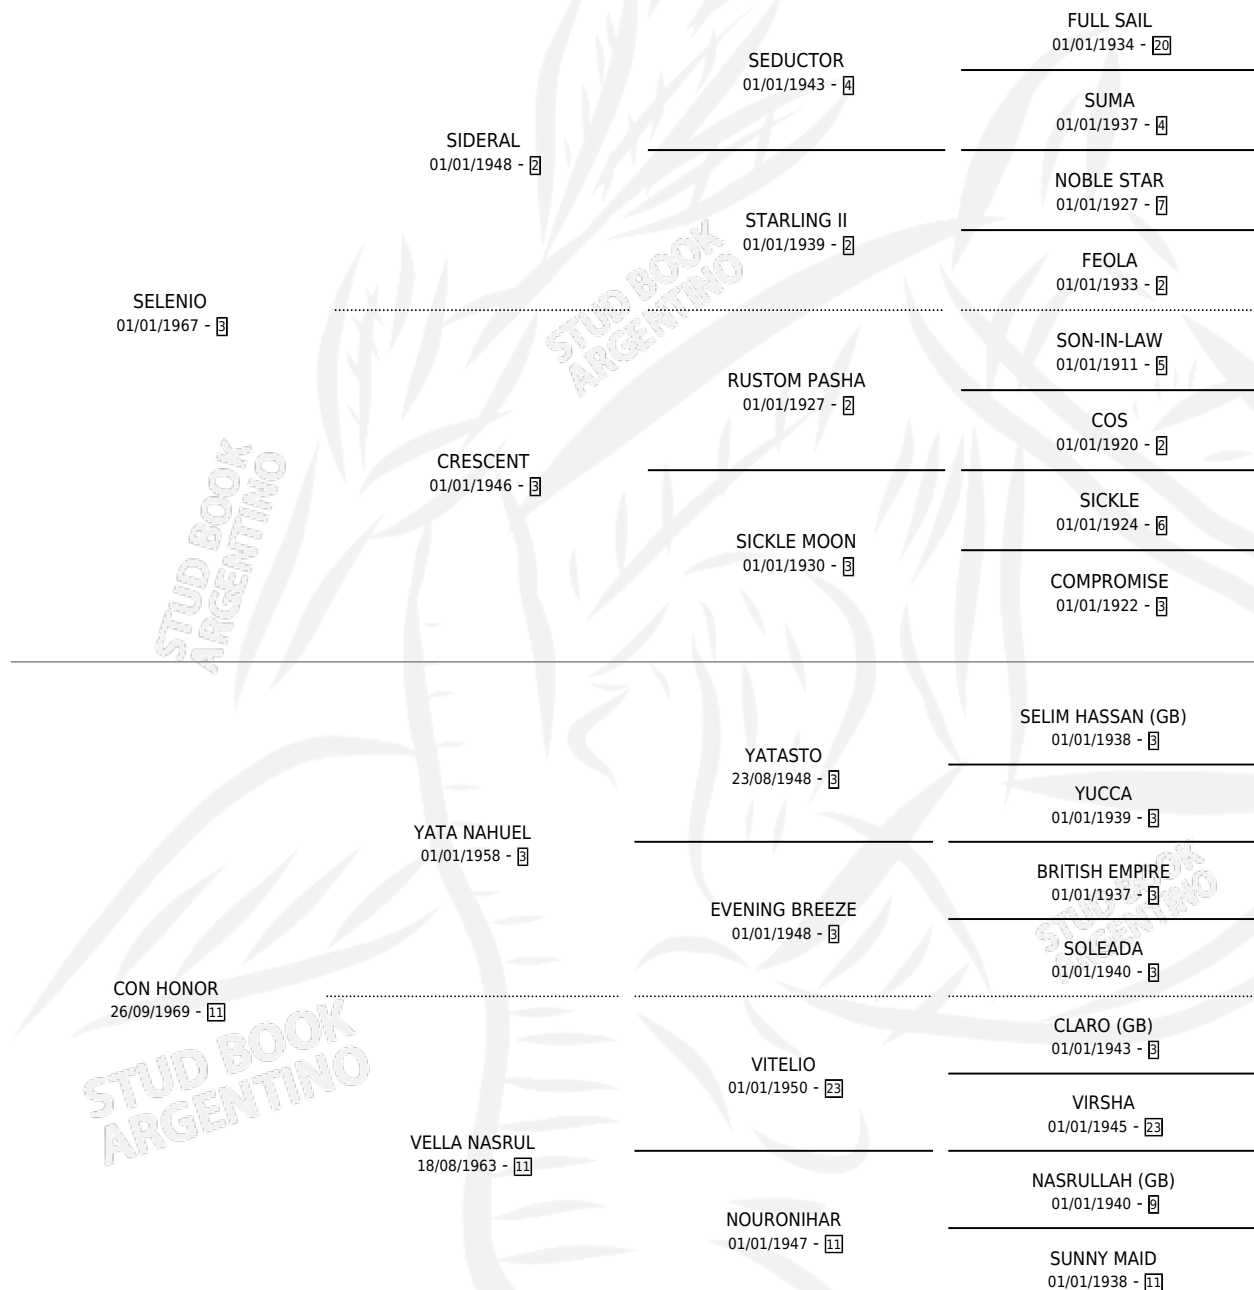 FULL SAIL
01/01/1934 - 20
SEDUCTOR
01/01/1943 - 4
SUMA
01/01/1937 - 4
SIDERAL
01/01/1948 - 2
NOBLE STAR
01/01/1927 - 7
STARLING II
01/01/1939 - 2
FEOLA
01/01/1933 - 2
SELENIO
01/01/1967 - 3
SON-IN-LAW
01/01/1911 - 5
RUSTOM PASHA
01/01/1927 - 2
COS
01/01/1920 - 2
CRESCENT
01/01/1946 - 3
SICKLE
01/01/1924 - 6
SICKLE MOON
01/01/1930 - 3
COMPROMISE
01/01/1922 - 3
SELIM HASSAN (GB)
01/01/1938 - 3
YATASTO
23/08/1948 - 3
YUCCA
01/01/1939 - 3
YATA NAHUEL
01/01/1958 - 3
BRITISH EMPIRE
01/01/1937 - 3
EVENING BREEZE
01/01/1948 - 3
SOLEADA
01/01/1940 - 3
CON HONOR
26/09/1969 - 11
CLARO (GB)
01/01/1943 - 3
VITELIO
01/01/1950 - 23
VIRSHA
01/01/1945 - 23
VELLA NASRUL
18/08/1963 - 11
NASRULLAH (GB)
01/01/1940 - 9
NOURONIHAR
01/01/1947 - 11
SUNNY MAID
01/01/1938 - 11
STUD BOOK
ARGENTINO
STUD BOOK
ARGENTINO
STUD BOOK
ARGENTINO
STUD BOOK
ARGENTINO